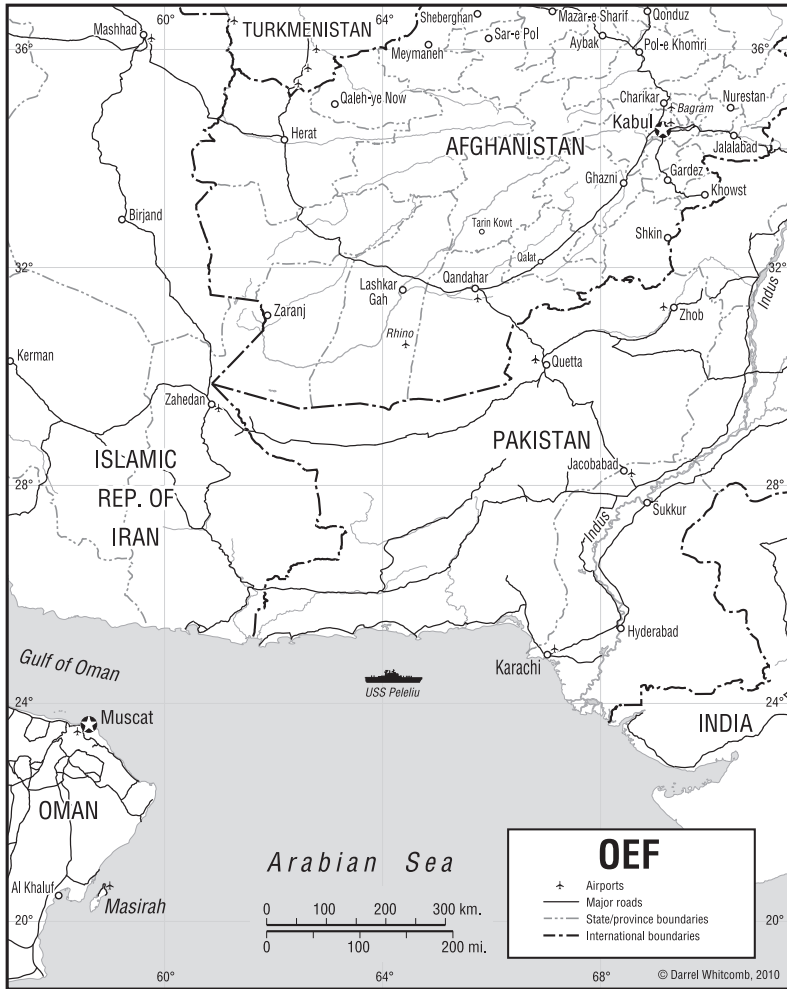 60°
64°
68°
Mashhad
TURKMENISTAN
Sheberghan
Mazar-e Sharif
Qonduz
36°
Meymaneh
Sar-e Pol
Aybak
Pol-e Khomri
36°
Qaleh-ye Now
Charikar
Bagram
Nurestan
Kabul
Herat
AFGHANISTAN
Jalalabad
Ghazni
Gardez
Khowst
Birjand
Tarin Kowt
Shkin
32°
Qalat
32°
Lashkar
Gah
Qandahar
Indus
Zaranj
Zhob
Rhino
Kerman
Quetta
Zahedan
PAKISTAN
ISLAMIC
REP. OF
IRAN
Jacobabad
28°
28°
Sukkur
Indus
Hyderabad
Gulf of Oman
Karachi
USS Peleliu
24°
24°
Muscat
INDIA
OMAN
Arabian Sea
Al Khaluf
Masirah
20°
20°
0 100 200 300 km.
0 100 200 mi.
OEF
Airports
Major roads
State/province boundaries
International boundaries
60°
64°
68°
© Darrel Whitcomb, 2010